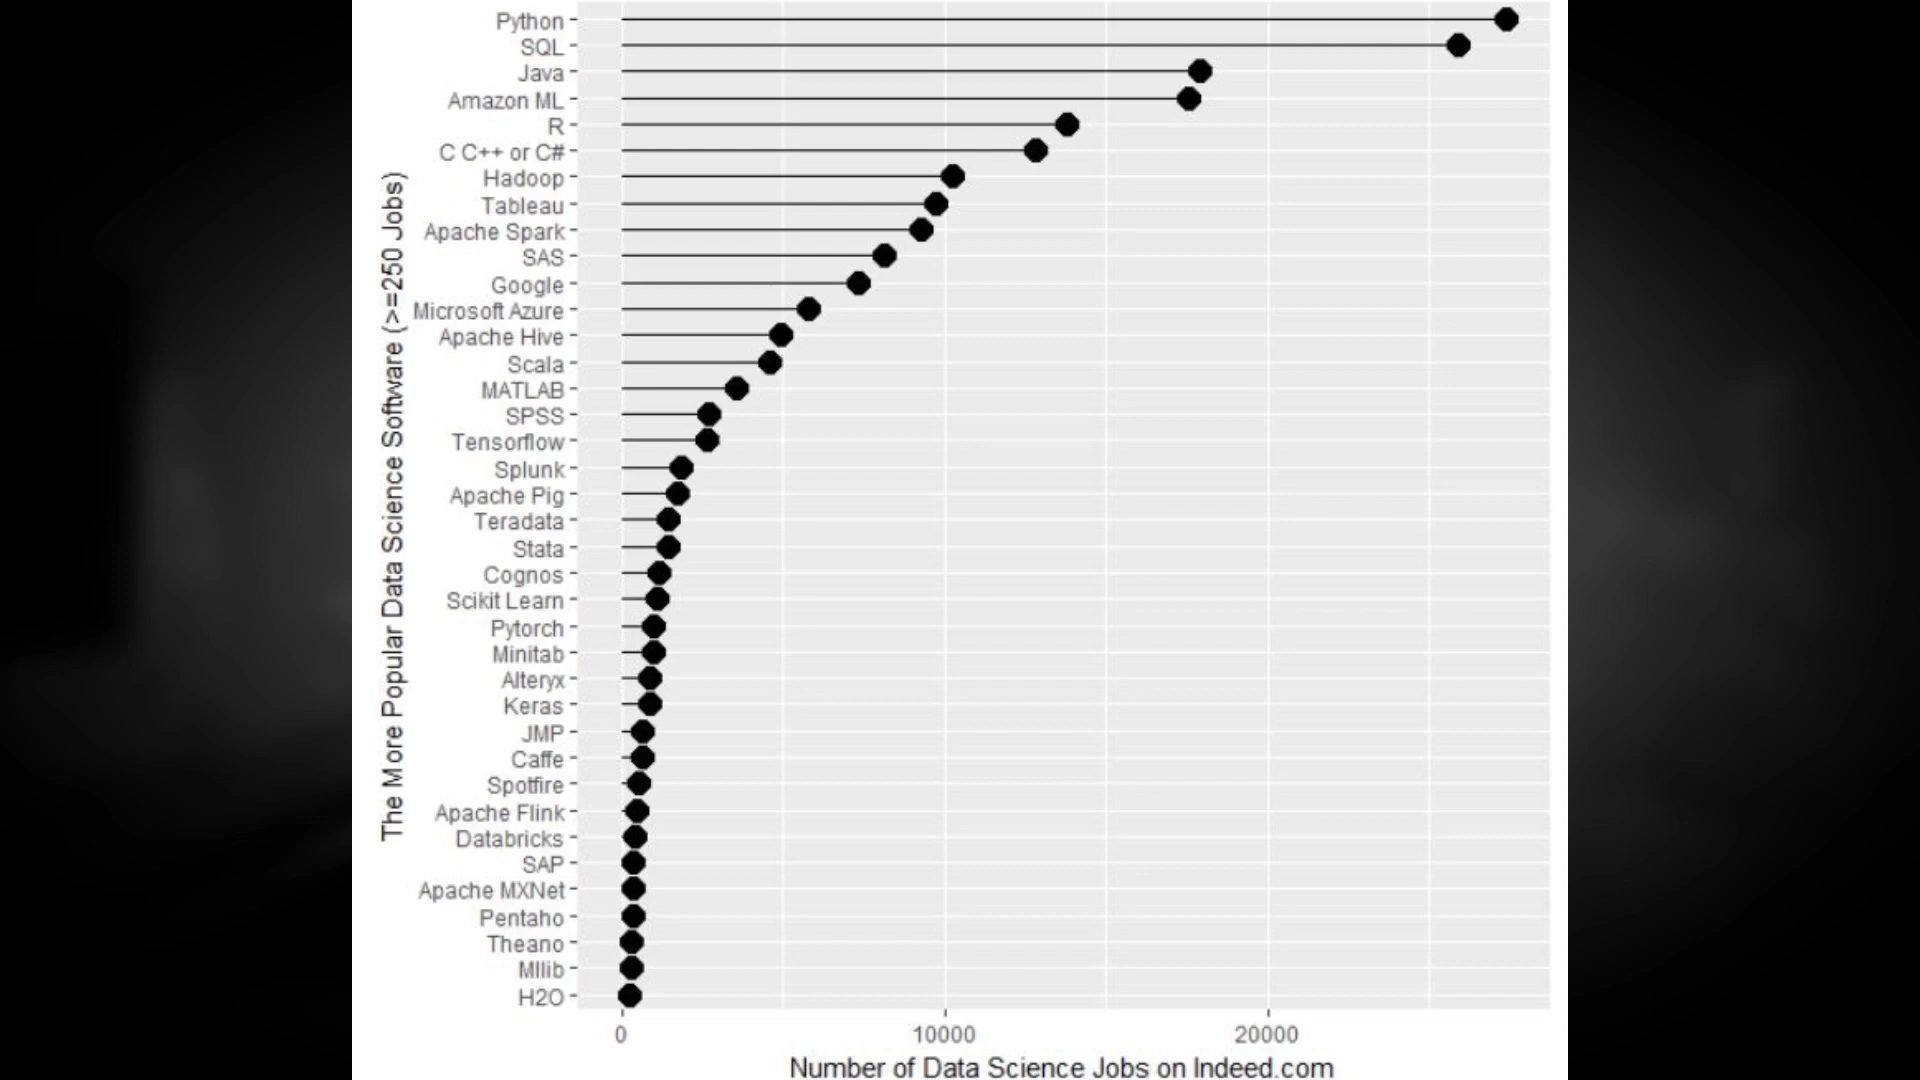 The More Popular Data Science Software (>=250 Jobs)
Python
SQL
Java
Amazon ML
R
C C++ or C#
Hadoop
Tableau
Apache Spark
SAS
Google
Microsoft Azure
Apache Hive
Scala
MATLAB
SPSS
Tensorflow
Splunk
Apache Pig
Teradata
Stata
Cognos
Scikit Learn
Pytorch
Minitab
Alteryx
Keras
JMP
Caffe
Spotfire
Apache Flink
Databricks
SAP
Apache MXNet
Pentaho
Theano
Mllib
H2O
0 10000 20000
Number of Data Science Jobs on Indeed.com